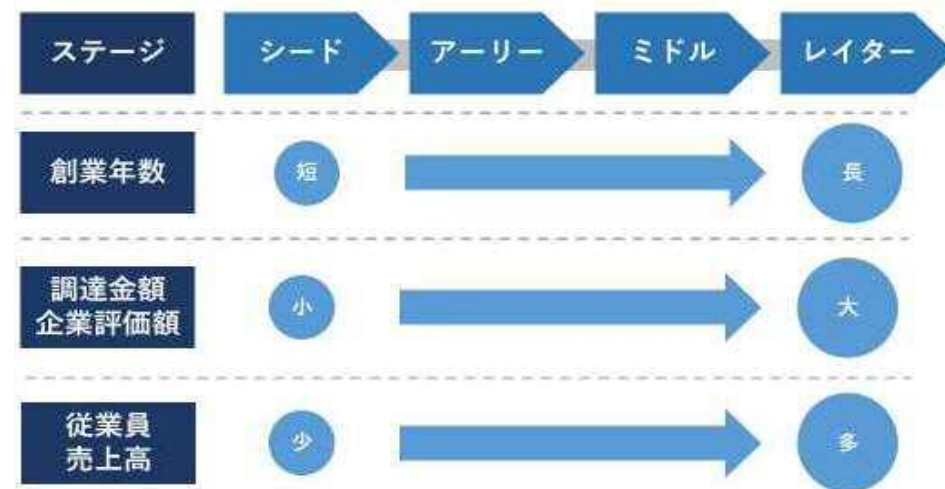 ステージ
シード
アーリー
ミドル
レイター
創業年数
短
長
調達金額
企業評価額
小
大
従業員
売上高
少
多